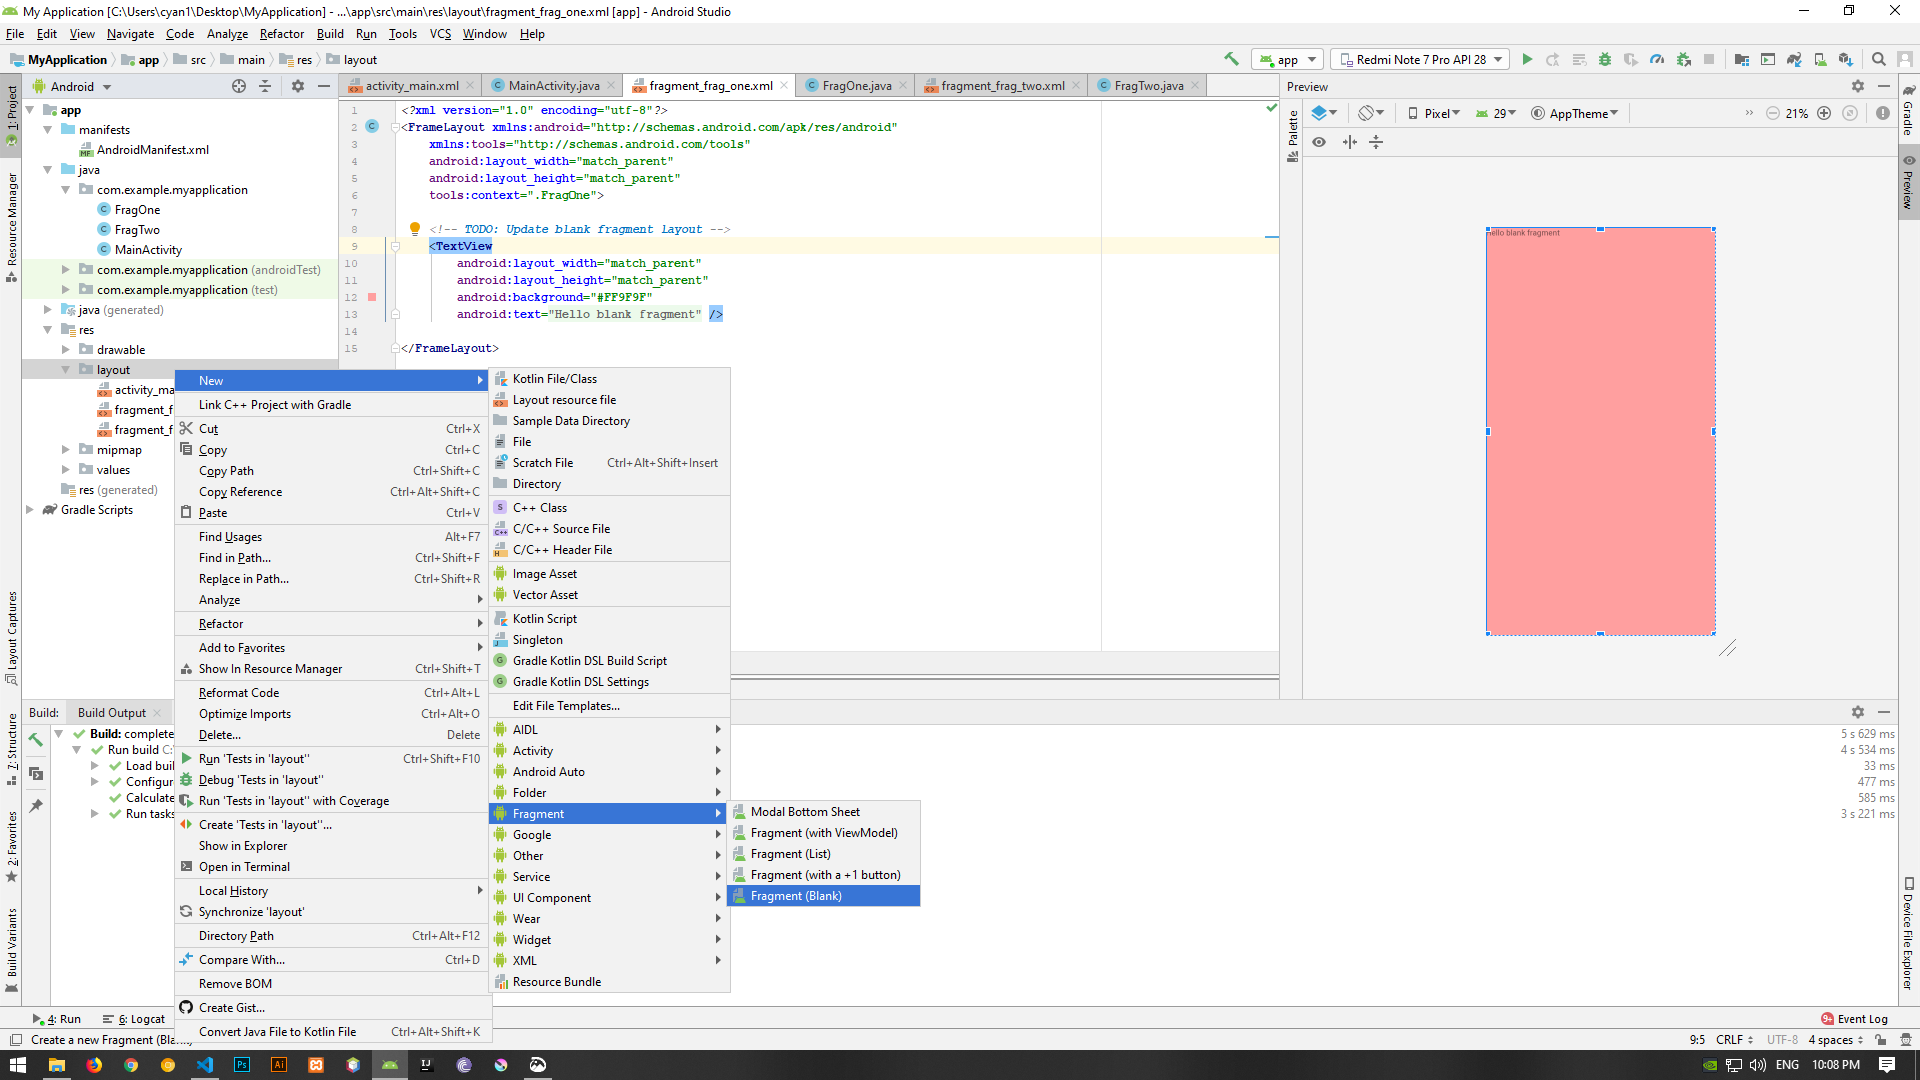 My Application [C:\Users\cyan1\Desktop\MyApplication] - ...\app\src\main\res\layout\fragment_frag_one.xml [app] - Android Studio
File Edit View Navigate Code Analyze Refactor Build Run Tools VCS Window Help
MyApplication app src main res layout
app Redmi Note 7 Pro API 28
1: Project
Resource Manager
Layout Captures
7: Structure
2: Favorites
Build Variants
Android
app
manifests
AndroidManifest.xml
java
com.example.myapplication
FragOne
FragTwo
MainActivity
com.example.myapplication (androidTest)
com.example.myapplication (test)
java (generated)
res
drawable
layout
activity_ma
fragment_f
fragment_f
mipmap
values
res (generated)
Gradle Scripts
activity_main.xml MainActivity.java fragment_frag_one.xml FragOne.java fragment_frag_two.xml FragTwo.java
1 <?xml version="1.0" encoding="utf-8"?>
2 <FrameLayout xmlns:android="http://schemas.android.com/apk/res/android"
3 xmlns:tools="http://schemas.android.com/tools"
4 android:layout_width="match_parent"
5 android:layout_height="match_parent"
6 tools:context=".FragOne">
7
8 <!-- TODO: Update blank fragment layout -->
9 <TextView
10 android:layout_width="match_parent"
11 android:layout_height="match_parent"
12 android:background="#FF9F9F"
13 android:text="Hello blank fragment" />
14
15 </FrameLayout>
Preview
Palette
Pixel 29 AppTheme 21%
Hello blank fragment
Gradle
Preview
Device File Explorer
New
Link C++ Project with Gradle
Cut Ctrl+X
Copy Ctrl+C
Copy Path Ctrl+Shift+C
Copy Reference Ctrl+Alt+Shift+C
Paste Ctrl+V
Find Usages Alt+F7
Find in Path... Ctrl+Shift+F
Replace in Path... Ctrl+Shift+R
Analyze
Refactor
Add to Favorites
Show In Resource Manager Ctrl+Shift+T
Reformat Code Ctrl+Alt+L
Optimize Imports Ctrl+Alt+O
Delete... Delete
Run 'Tests in 'layout'' Ctrl+Shift+F10
Debug 'Tests in 'layout''
Run 'Tests in 'layout'' with Coverage
Create 'Tests in 'layout''...
Show in Explorer
Open in Terminal
Local History
Synchronize 'layout'
Directory Path Ctrl+Alt+F12
Compare With... Ctrl+D
Remove BOM
Create Gist...
Convert Java File to Kotlin File Ctrl+Alt+Shift+K
Kotlin File/Class
Layout resource file
Sample Data Directory
File
Scratch File Ctrl+Alt+Shift+Insert
Directory
C++ Class
C/C++ Source File
C/C++ Header File
Image Asset
Vector Asset
Kotlin Script
Singleton
Gradle Kotlin DSL Build Script
Gradle Kotlin DSL Settings
Edit File Templates...
AIDL
Activity
Android Auto
Folder
Fragment
Google
Other
Service
UI Component
Wear
Widget
XML
Resource Bundle
Modal Bottom Sheet
Fragment (with ViewModel)
Fragment (List)
Fragment (with a +1 button)
Fragment (Blank)
Build: Build Output
Build: complete 5 s 629 ms
Run build C: 4 s 534 ms
Load buil 33 ms
Configur 477 ms
Calculate 585 ms
Run tasks 3 s 221 ms
4: Run 6: Logcat 9+ Event Log
Create a new Fragment (Blan 9:5 CRLF UTF-8 4 spaces
Ps Ai IJ ENG 10:08 PM